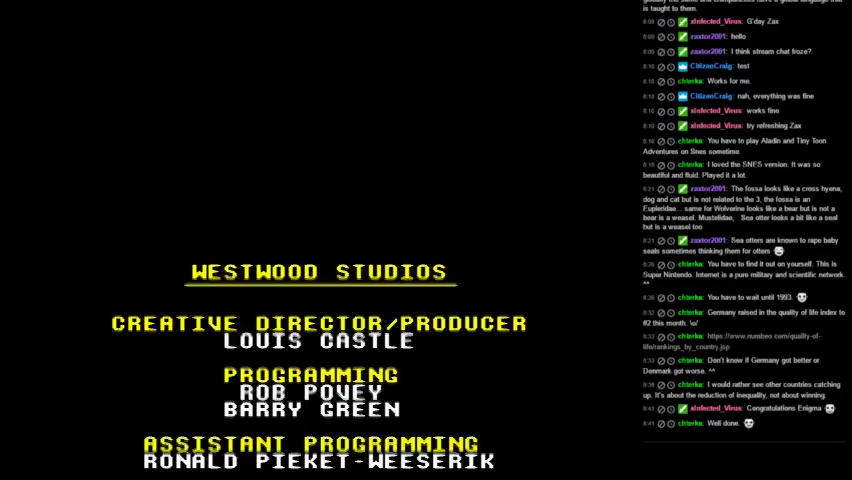 WESTWOOD STUDIOS
CREATIVE DIRECTOR/PRODUCER
LOUIS CASTLE
PROGRAMMING
ROB POVEY
BARRY GREEN
ASSISTANT PROGRAMMING
RONALD PIEKET-WEESERIK
is taught to them.
8:09 xInfected_Virus: G'day Zax
8:09 zaxtor2001: hello
8:09 zaxtor2001: I think stream chat froze?
8:10 CitizenCraig: test
8:10 chterka: Works for me.
8:10 CitizenCraig: nah, everything was fine
8:10 xInfected_Virus: works fine
8:10 xInfected_Virus: try refreshing Zax
8:16 chterka: You have to play Aladin and Tiny Toon
Adventures on Snes sometime.
8:18 chterka: I loved the SNES version. It was so
beautiful and fluid. Played it a lot.
8:21 zaxtor2001: The fossa looks like a cross hyena,
dog and cat but is not related to the 3, the fossa is an
Eupleridae... same for Wolverine looks like a bear but is not a
bear is a weasel. Mustelidae, Sea otter looks a bit like a seal
but is a weasel too
8:21 zaxtor2001: Sea otters are known to rape baby
seals sometimes thinking them for otters
8:26 chterka: You have to find it out on yourself. This is
Super Nintendo. Internet is a pure military and scientific network.
^^
8:26 chterka: You have to wait until 1993.
8:32 chterka: Germany raised in the quality of life index to
#2 this month. \o/
8:33 chterka: https://www.numbeo.com/quality-of-
life/rankings_by_country.jsp
8:33 chterka: Don't know if Germany got better or
Denmark got worse. ^^
8:36 chterka: I would rather see other countries catching
up. It's about the reduction of inequality, not about winning.
8:41 xInfected_Virus: Congratulations Enigma
8:41 chterka: Well done.